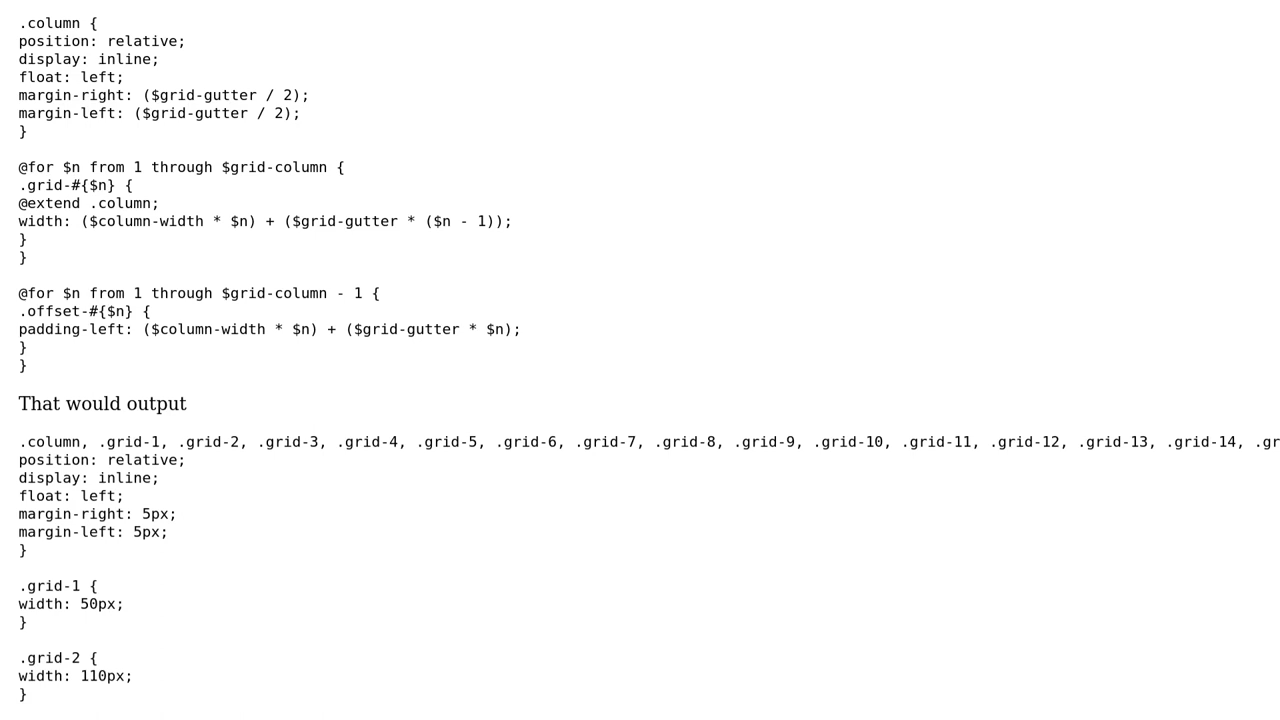 .column {
position: relative;
display: inline;
float: left;
margin-right: ($grid-gutter / 2);
margin-left: ($grid-gutter / 2);
}
@for $n from 1 through $grid-column {
.grid-#{$n} {
@extend .column;
width: ($column-width * $n) + ($grid-gutter * ($n - 1));
}
}
@for $n from 1 through $grid-column - 1 {
.offset-#{$n} {
padding-left: ($column-width * $n) + ($grid-gutter * $n);
}
}
That would output
.column, .grid-1, .grid-2, .grid-3, .grid-4, .grid-5, .grid-6, .grid-7, .grid-8, .grid-9, .grid-10, .grid-11, .grid-12, .grid-13, .grid-14, .gr
position: relative;
display: inline;
float: left;
margin-right: 5px;
margin-left: 5px;
}
.grid-1 {
width: 50px;
}
.grid-2 {
width: 110px;
}